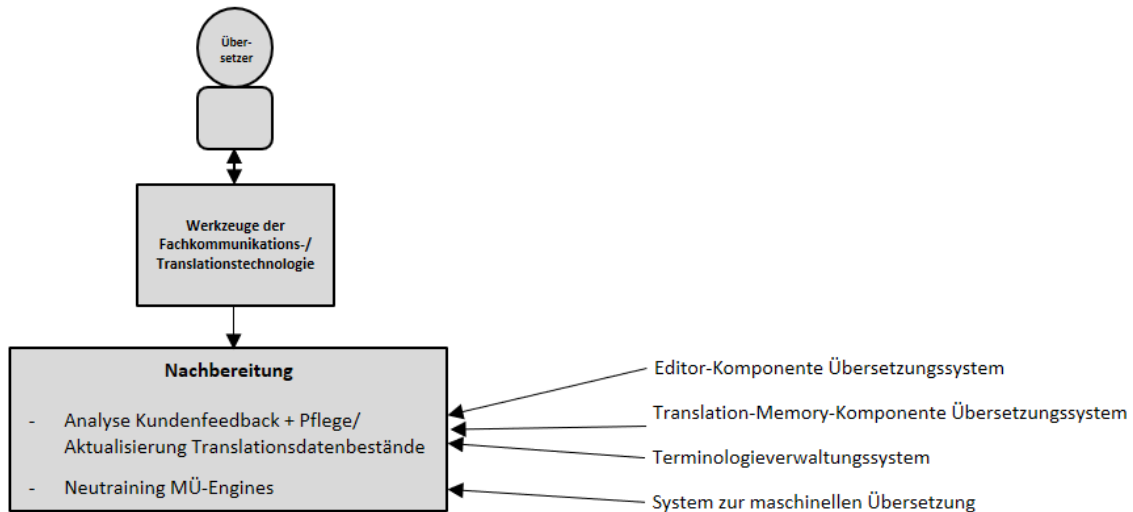 Über-
setzer
Werkzeuge der
Fachkommunikations-/
Translationstechnologie
Nachbereitung
- Analyse Kundenfeedback + Pflege/
Aktualisierung Translationsdatenbestände
- Neutraining MÜ-Engines
Editor-Komponente Übersetzungssystem
Translation-Memory-Komponente Übersetzungssystem
Terminologieverwaltungssystem
System zur maschinellen Übersetzung